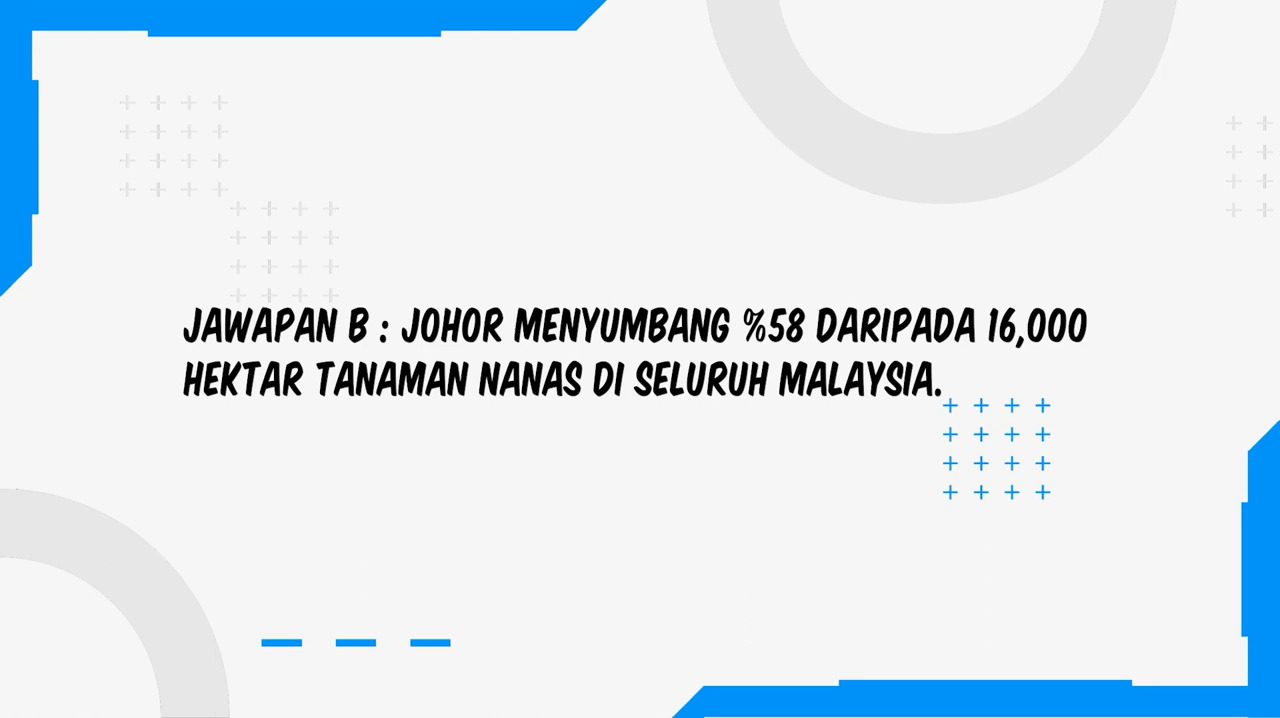 JAWAPAN B : JOHOR MENYUMBANG %58 DARIPADA 16,000
HEKTAR TANAMAN NANAS DI SELURUH MALAYSIA.